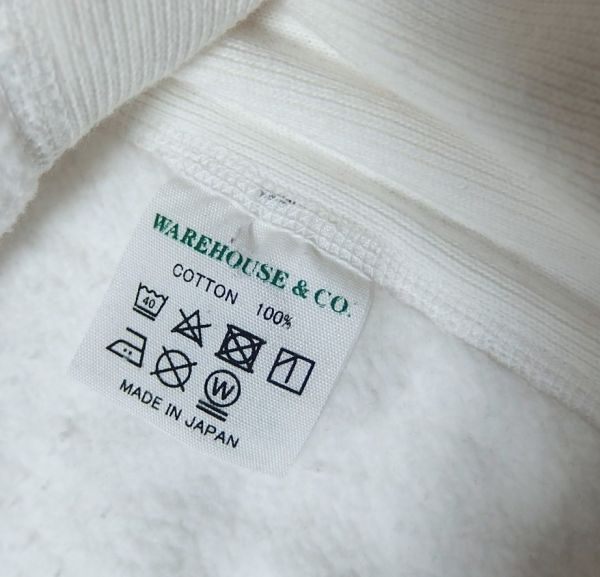 WAREHOUSE & CO.
COTTON 100%
40
W
MADE IN JAPAN